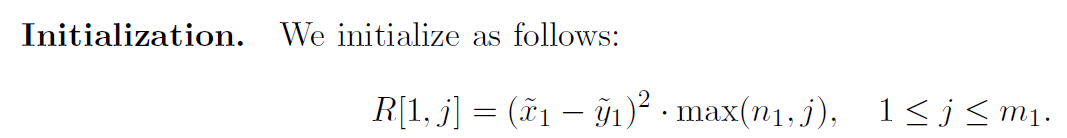 Initialization. We initialize as follows:
R[1, j] = (x̃₁ − ỹ₁)² · max(n₁, j), 1 ≤ j ≤ m₁.